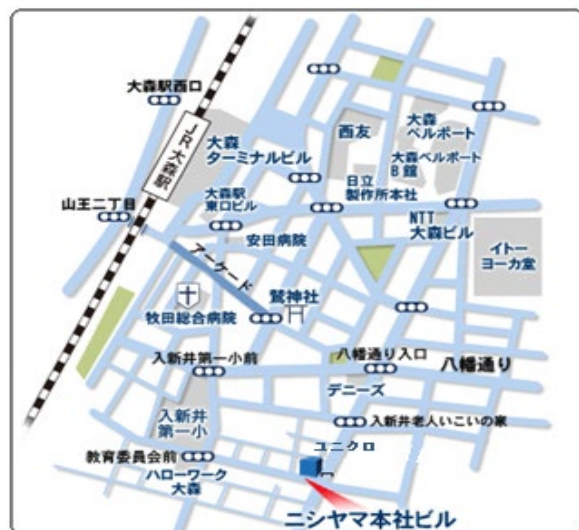 大森駅西口
JR大森駅
大森
ターミナルビル
西友
大森
ベルポート
大森ベルポート
B館
日立
製作所本社
山王二丁目
大森駅
東口ビル
安田病院
NTT
大森ビル
イトー
ヨーカ堂
アーケード
鷲神社
牧田総合病院
入新井第一小前
八幡通り入口
八幡通り
デニーズ
入新井
第一小
入新井老人いこいの家
ユニクロ
教育委員会前
ハローワーク
大森
ニシヤマ本社ビル